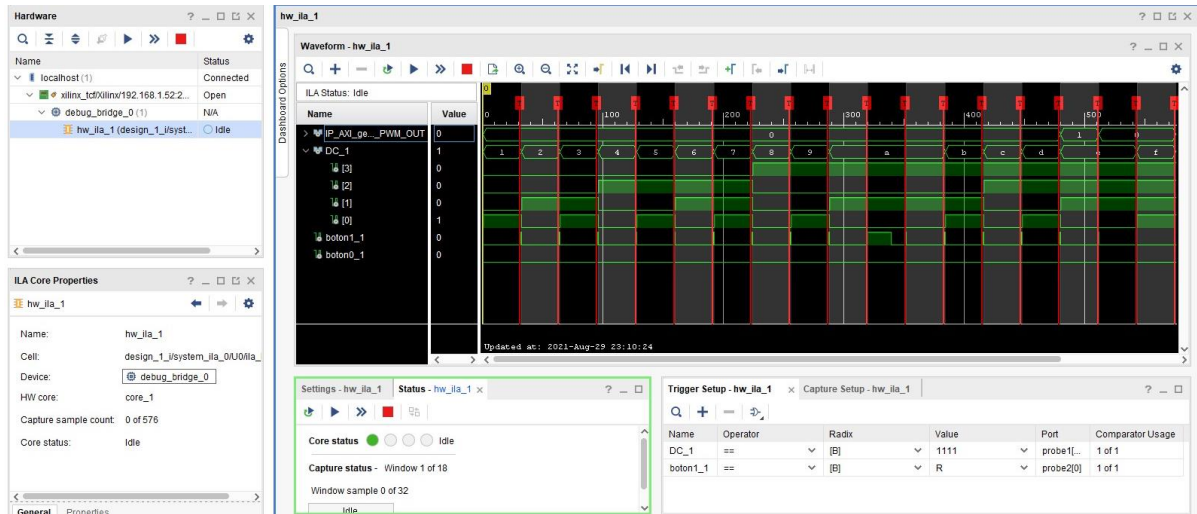 Hardware
Name Status
localhost (1) Connected
xilinx_tcf/Xilinx/192.168.1.52:2... Open
debug_bridge_0 (1) N/A
hw_ila_1 (design_1_i/syst... Idle
ILA Core Properties
hw_ila_1
Name: hw_ila_1
Cell: design_1_i/system_ila_0/U0/ila_
Device: debug_bridge_0
HW core: core_1
Capture sample count: 0 of 576
Core status: Idle
General Properties
hw_ila_1
Dashboard Options
Waveform - hw_ila_1
ILA Status: Idle
Name Value
IP_AXI_ge..._PWM_OUT 0
DC_1 1
[3] 0
[2] 0
[1] 0
[0] 1
boton1_1 0
boton0_1 0
0
0 100 200 300 400 500
0 1 0
1 2 3 4 5 6 7 8 9 a b c d e f
Updated at: 2021-Aug-29 23:10:24
Settings - hw_ila_1 Status - hw_ila_1
Core status Idle
Capture status - Window 1 of 18
Window sample 0 of 32
Idle
Trigger Setup - hw_ila_1 Capture Setup - hw_ila_1
Name Operator Radix Value Port Comparator Usage
DC_1 == [B] 1111 probe1[... 1 of 1
boton1_1 == [B] R probe2[0] 1 of 1